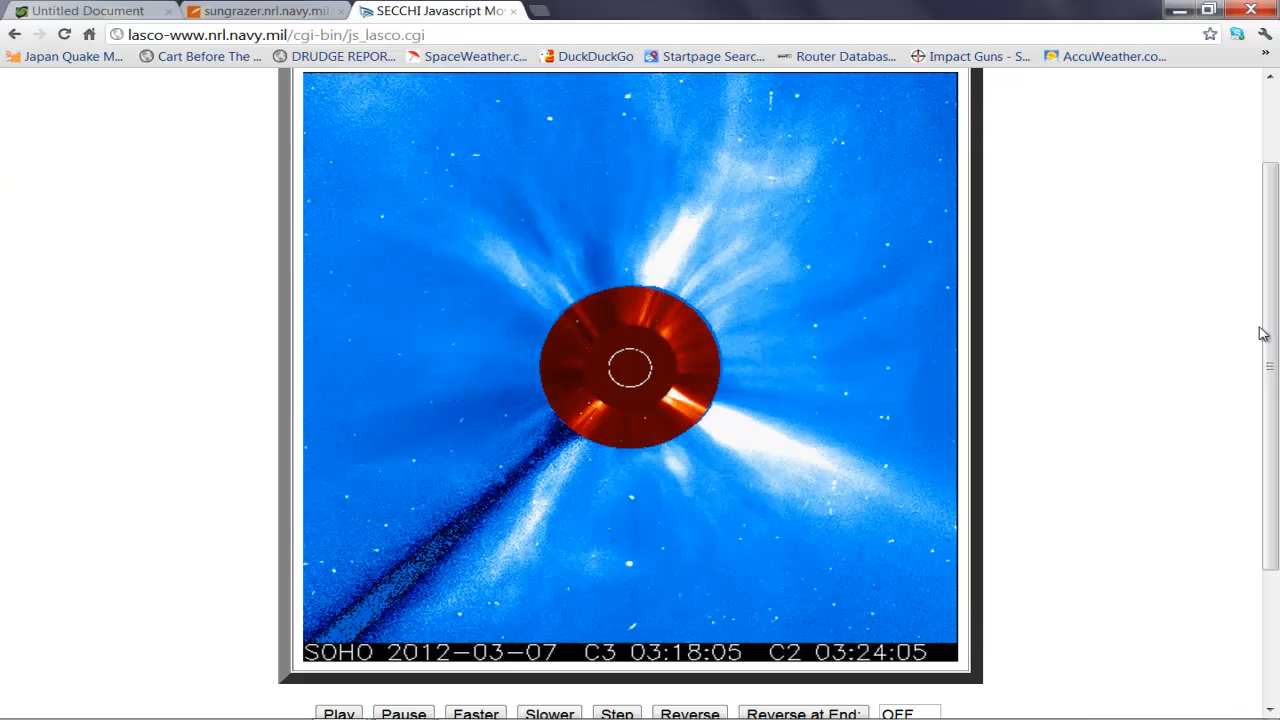 Untitled Document
sungrazer.nrl.navy.mil/
SECCHI Javascript Mo
lasco-www.nrl.navy.mil/cgi-bin/js_lasco.cgi
Japan Quake M... Cart Before The ... DRUDGE REPOR... SpaceWeather.c... DuckDuckGo Startpage Searc... Router Databas... Impact Guns - S... AccuWeather.co... »
SOHO 2012-03-07 C3 03:18:05 C2 03:24:05
Play Pause Faster Slower Step Reverse Reverse at End: OFF